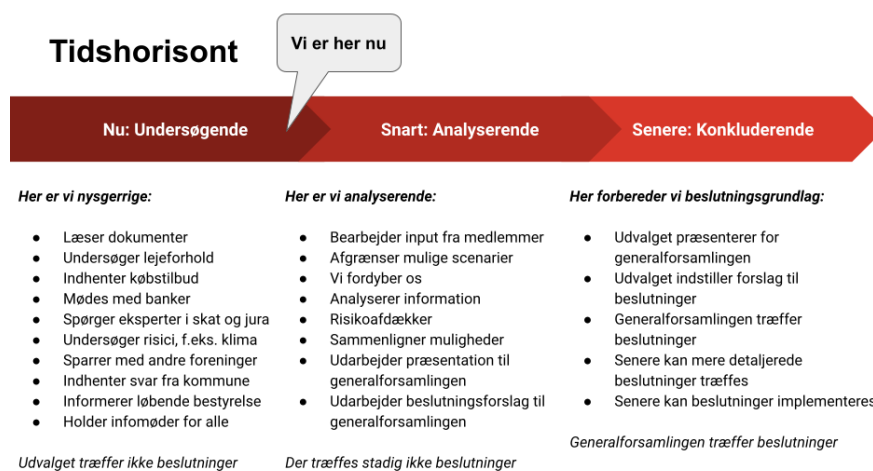 Tidshorisont
Vi er her nu
Nu: Undersøgende
Snart: Analyserende
Senere: Konkluderende
Her er vi nysgerrige:
● Læser dokumenter
● Undersøger lejeforhold
● Indhenter købstilbud
● Mødes med banker
● Spørger eksperter i skat og jura
● Undersøger risici, f.eks. klima
● Sparrer med andre foreninger
● Indhenter svar fra kommune
● Informerer løbende bestyrelse
● Holder infomøder for alle
Udvalget træffer ikke beslutninger
Her er vi analyserende:
● Bearbejder input fra medlemmer
● Afgrænser mulige scenarier
● Vi fordyber os
● Analyserer information
● Risikoafdækker
● Sammenligner muligheder
● Udarbejder præsentation til
generalforsamlingen
● Udarbejder beslutningsforslag til
generalforsamlingen
Der træffes stadig ikke beslutninger
Her forbereder vi beslutningsgrundlag:
● Udvalget præsenterer for
generalforsamlingen
● Udvalget indstiller forslag til
beslutninger
● Generalforsamlingen træffer
beslutninger
● Senere kan mere detaljerede
beslutninger træffes
● Senere kan beslutninger implementeres
Generalforsamlingen træffer beslutninger